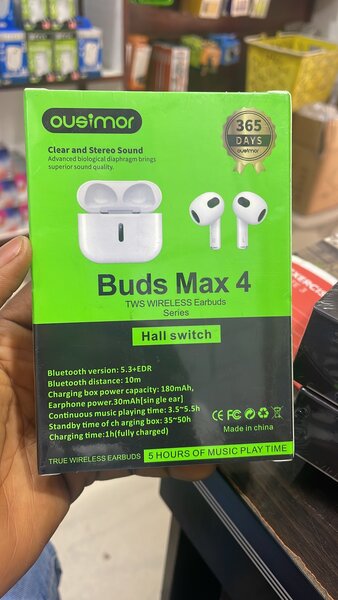 ousimor
Clear and Stereo Sound
Advanced biological diaphragm brings
superior sound quality.
365
DAYS
ousimor
Buds Max 4
TWS WIRELESS Earbuds
Series
Hall switch
Bluetooth version: 5.3+EDR
Bluetooth distance: 10m
Charging box power capacity: 180mAh,
Earphone power.30mAh[sin gle ear]
Continuous music playing time: 3.5~5.5h
Standby time of ch arging box: 35~50h
Charging time:1h(fully charged)
CE FC
Made in china
TRUE WIRELESS EARBUDS
5 HOURS OF MUSIC PLAY TIME